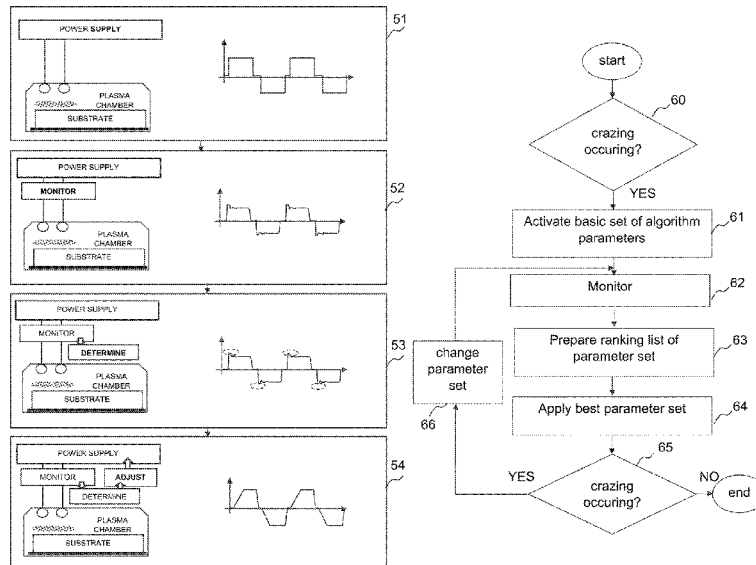 51
POWER SUPPLY
PLASMA
CHAMBER
SUBSTRATE
52
POWER SUPPLY
MONITOR
PLASMA
CHAMBER
SUBSTRATE
53
POWER SUPPLY
MONITOR
DETERMINE
PLASMA
CHAMBER
SUBSTRATE
54
POWER SUPPLY
MONITOR
ADJUST
DETERMINE
PLASMA
CHAMBER
SUBSTRATE
start
60
crazing
occuring?
YES
61
Activate basic set of algorithm
parameters
62
Monitor
63
Prepare ranking list of
parameter set
change
parameter
set
66
64
Apply best parameter set
65
YES
crazing
occuring?
NO
end